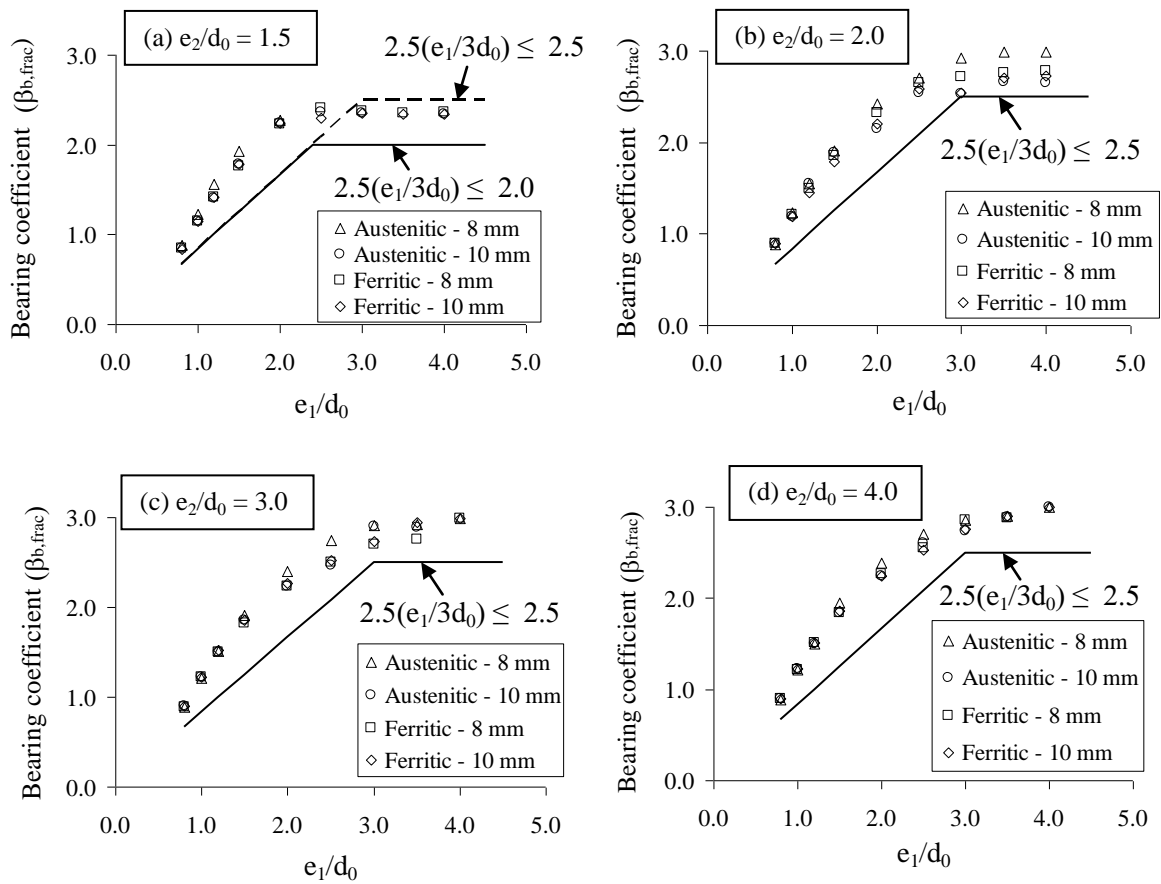 (a) e2/d0 = 1.5
2.5(e1/3d0) ≤ 2.5
Bearing coefficient (βb,frac)
3.0
2.0
1.0
0.0
2.5(e1/3d0) ≤ 2.0
Austenitic - 8 mm
Austenitic - 10 mm
Ferritic - 8 mm
Ferritic - 10 mm
0.0 1.0 2.0 3.0 4.0 5.0
e1/d0
(b) e2/d0 = 2.0
Bearing coefficient (βb,frac)
3.0
2.0
1.0
0.0
2.5(e1/3d0) ≤ 2.5
Austenitic - 8 mm
Austenitic - 10 mm
Ferritic - 8 mm
Ferritic - 10 mm
0.0 1.0 2.0 3.0 4.0 5.0
e1/d0
(c) e2/d0 = 3.0
Bearing coefficient (βb,frac)
3.0
2.0
1.0
0.0
2.5(e1/3d0) ≤ 2.5
Austenitic - 8 mm
Austenitic - 10 mm
Ferritic - 8 mm
Ferritic - 10 mm
0.0 1.0 2.0 3.0 4.0 5.0
e1/d0
(d) e2/d0 = 4.0
Bearing coefficient (βb,frac)
3.0
2.0
1.0
0.0
2.5(e1/3d0) ≤ 2.5
Austenitic - 8 mm
Austenitic - 10 mm
Ferritic - 8 mm
Ferritic - 10 mm
0.0 1.0 2.0 3.0 4.0 5.0
e1/d0